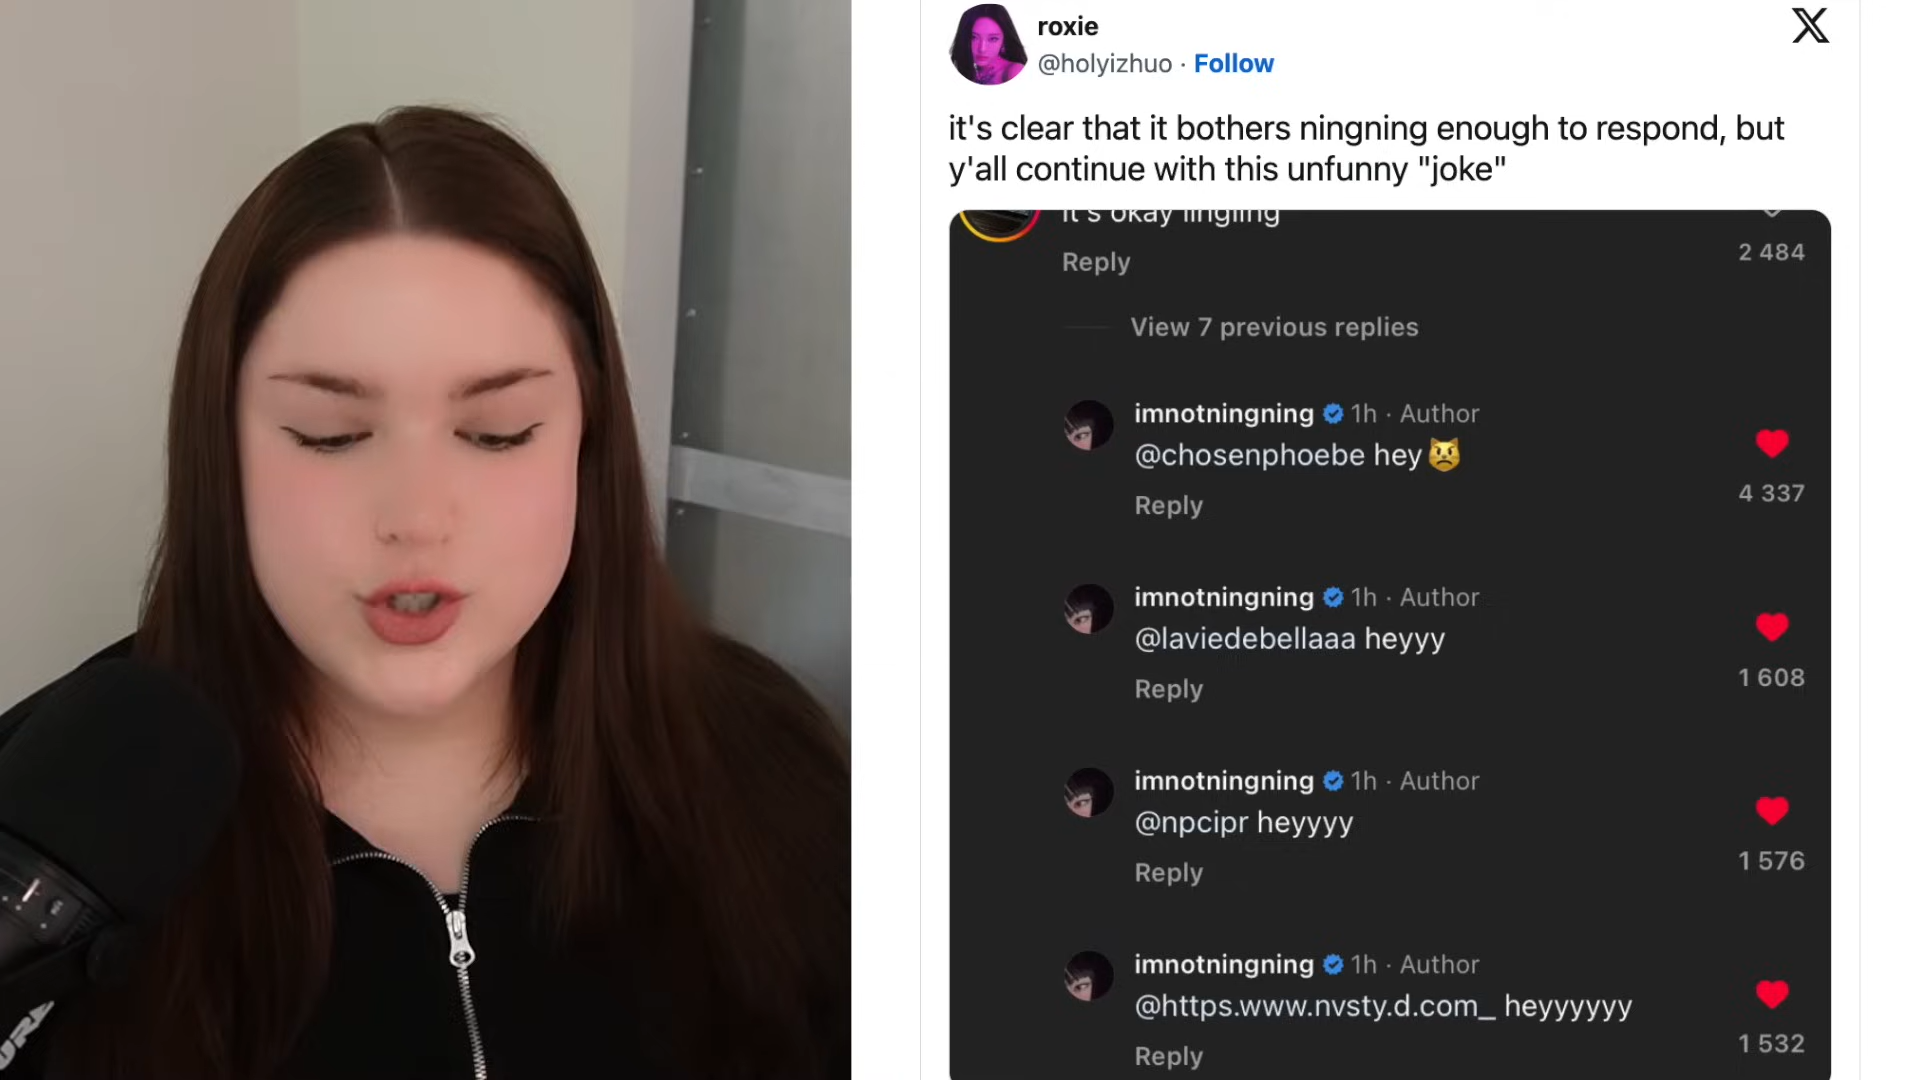 roxie
@holyizhuo · Follow
it's clear that it bothers ningning enough to respond, but
y'all continue with this unfunny "joke"
it's okay lingling
2 484
Reply
View 7 previous replies
imnotningning 1h · Author
@chosenphoebe hey😾
4 337
Reply
imnotningning 1h · Author
@laviedebellaaa heyyy
1 608
Reply
imnotningning 1h · Author
@npcipr heyyyy
1 576
Reply
imnotningning 1h · Author
@https.www.nvsty.d.com_ heyyyyyy
1 532
Reply